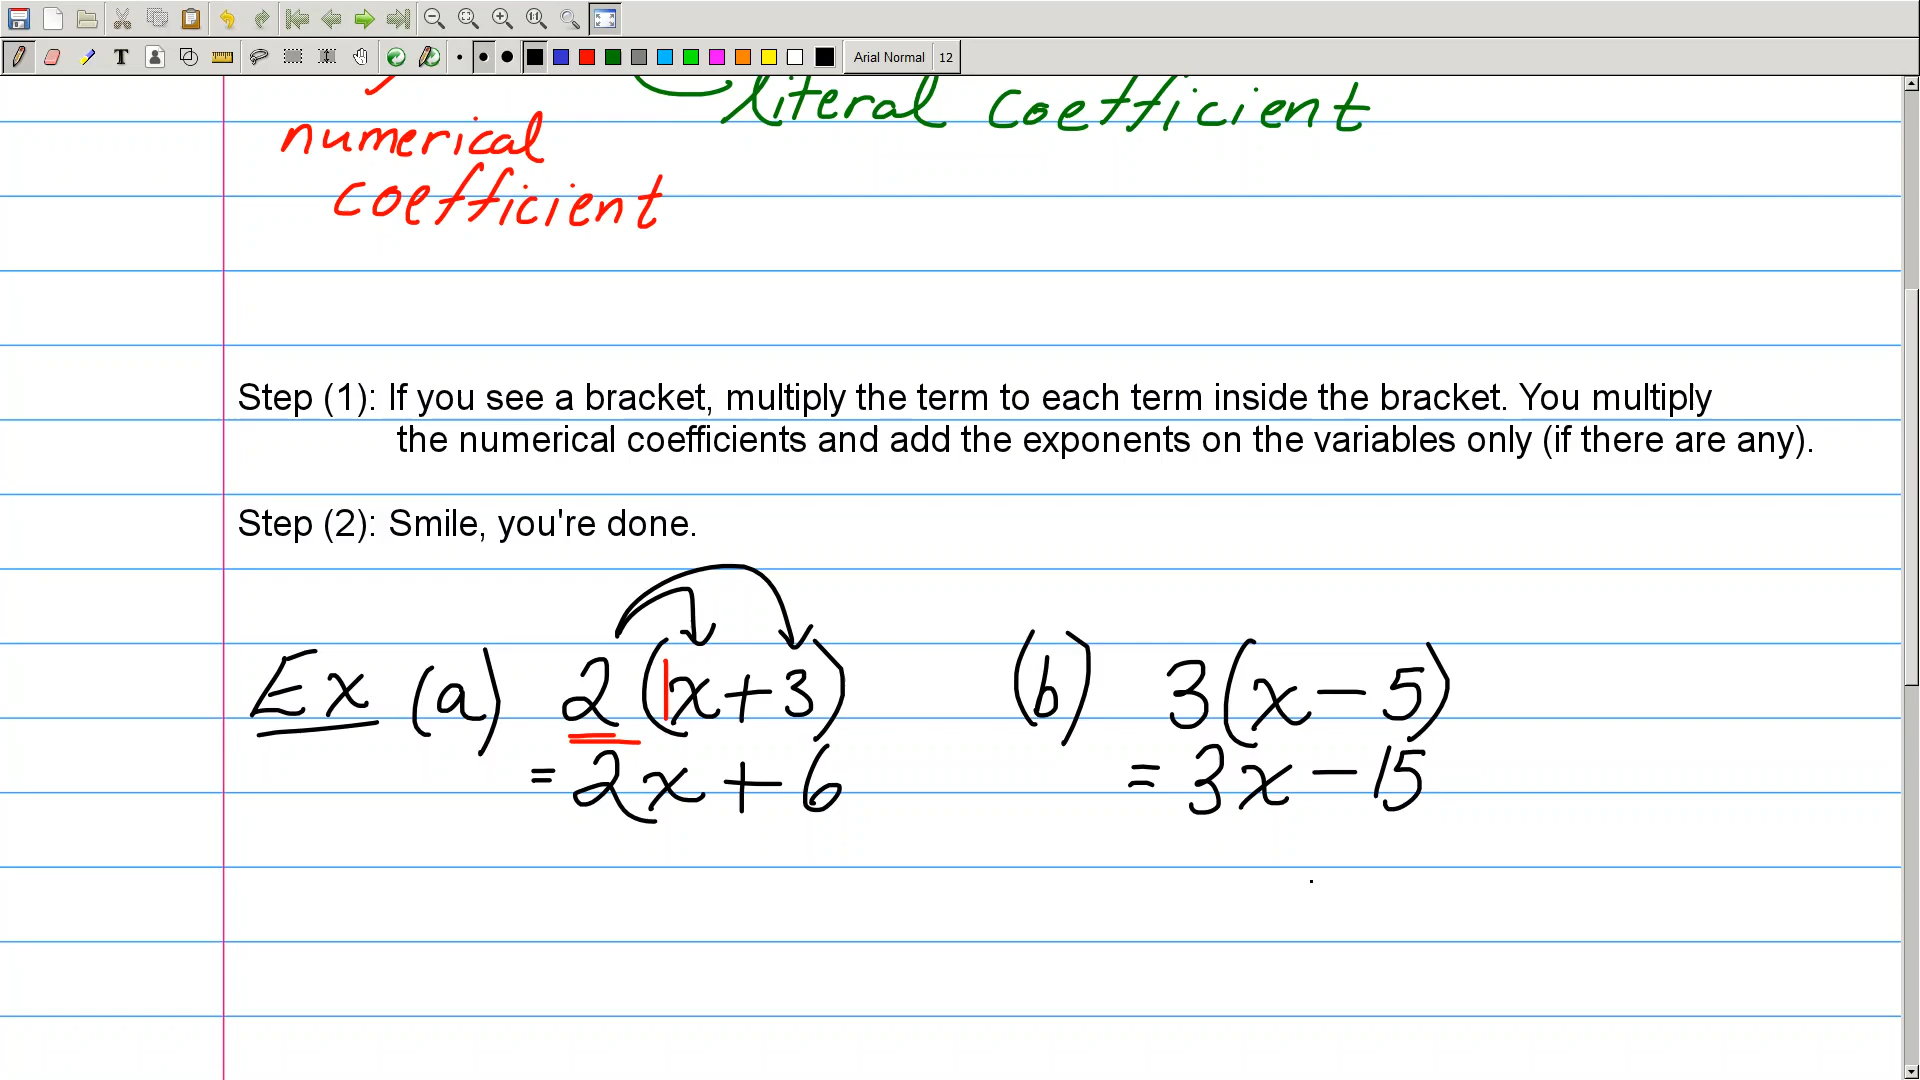 Arial Normal 12
literal coefficient
numerical
coefficient
Step (1): If you see a bracket, multiply the term to each term inside the bracket. You multiply
the numerical coefficients and add the exponents on the variables only (if there are any).
Step (2): Smile, you're done.
Ex (a) 2(1x+3) (b) 3(x-5)
= 2x+6 = 3x-15